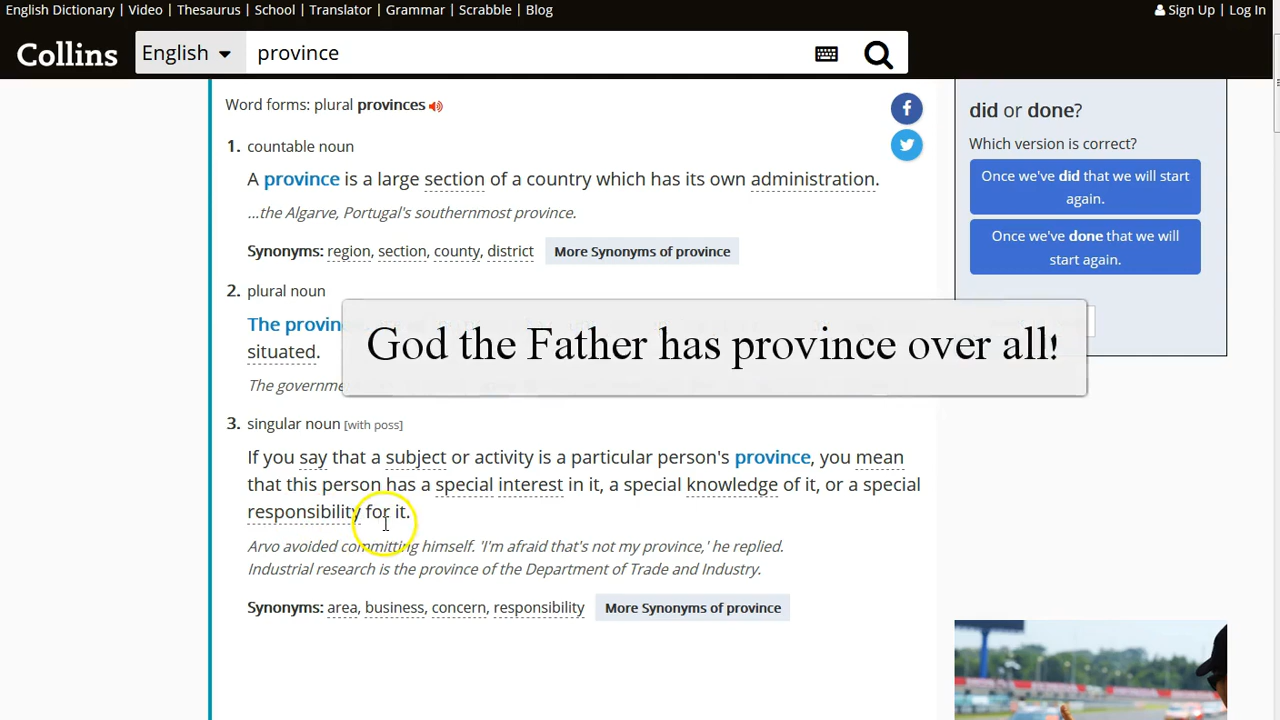 English Dictionary | Video | Thesaurus | School | Translator | Grammar | Scrabble | Blog
Sign Up | Log In
Collins
English
province
Word forms: plural provinces
1. countable noun
A province is a large section of a country which has its own administration.
...the Algarve, Portugal's southernmost province.
Synonyms: region, section, county, district More Synonyms of province
2. plural noun
The provin
situated.
The governme
God the Father has province over all!
3. singular noun [with poss]
If you say that a subject or activity is a particular person's province, you mean
that this person has a special interest in it, a special knowledge of it, or a special
responsibility for it.
Arvo avoided committing himself. 'I'm afraid that's not my province,' he replied.
Industrial research is the province of the Department of Trade and Industry.
Synonyms: area, business, concern, responsibility More Synonyms of province
did or done?
Which version is correct?
Once we've did that we will start
again.
Once we've done that we will
start again.